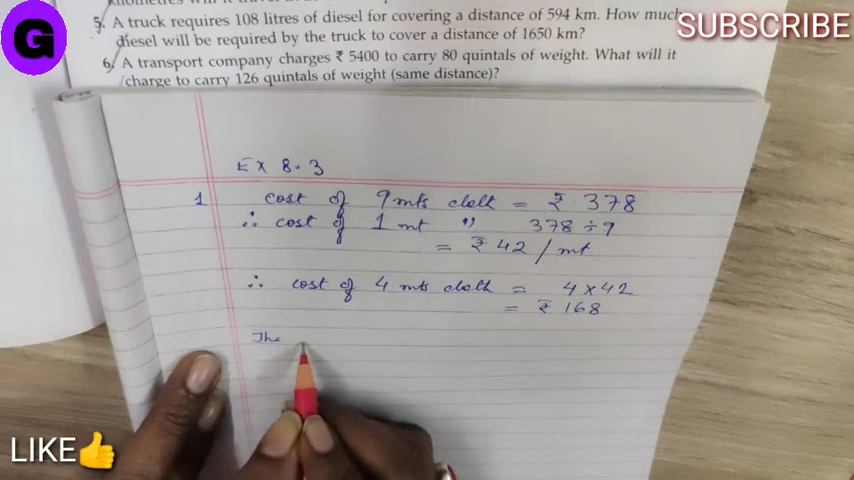 G
SUBSCRIBE
5. A truck requires 108 litres of diesel for covering a distance of 594 km. How much
diesel will be required by the truck to cover a distance of 1650 km?
6. A transport company charges ₹ 5400 to carry 80 quintals of weight. What will it
charge to carry 126 quintals of weight (same distance)?
Ex 8.3
1 cost of 9 mts cloth = ₹ 378
∴ cost of 1 mt " 378 ÷ 9
= ₹ 42 / mt
∴ cost of 4 mts cloth = 4 x 42
= ₹ 168
The
LIKE👍